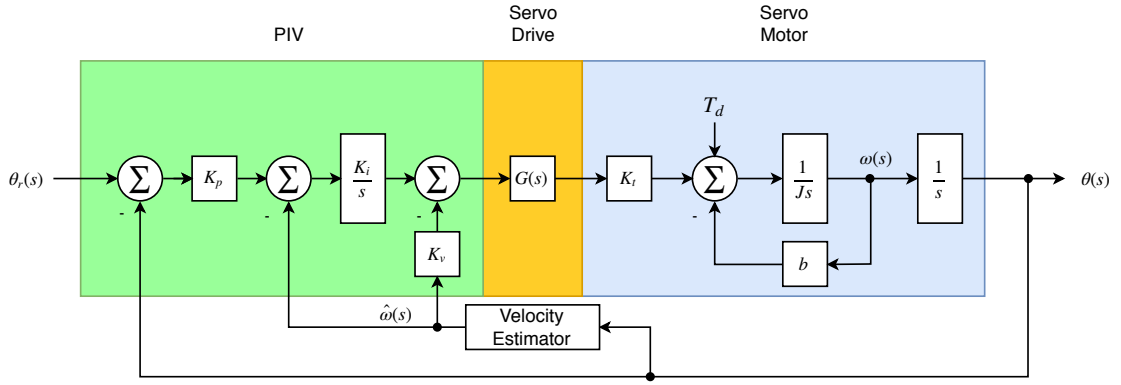 PIV
Servo
Drive
Servo
Motor
T_d
θ_r(s)
Σ
K_p
Σ
K_i
s
Σ
G(s)
K_t
Σ
1
Js
ω(s)
1
s
θ(s)
-
-
-
-
K_v
b
ω̂(s)
Velocity
Estimator